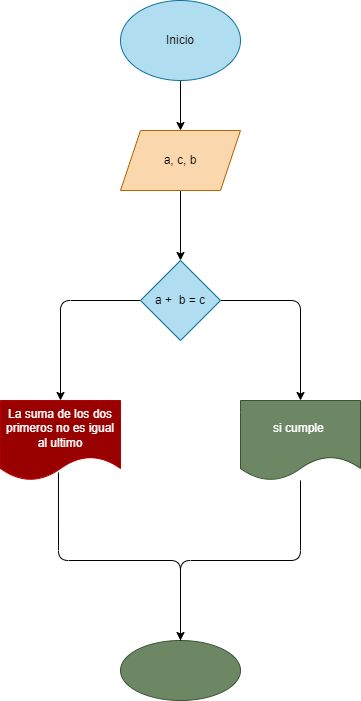 Inicio
a, c, b
a + b = c
La suma de los dos
primeros no es igual
al ultimo
si cumple